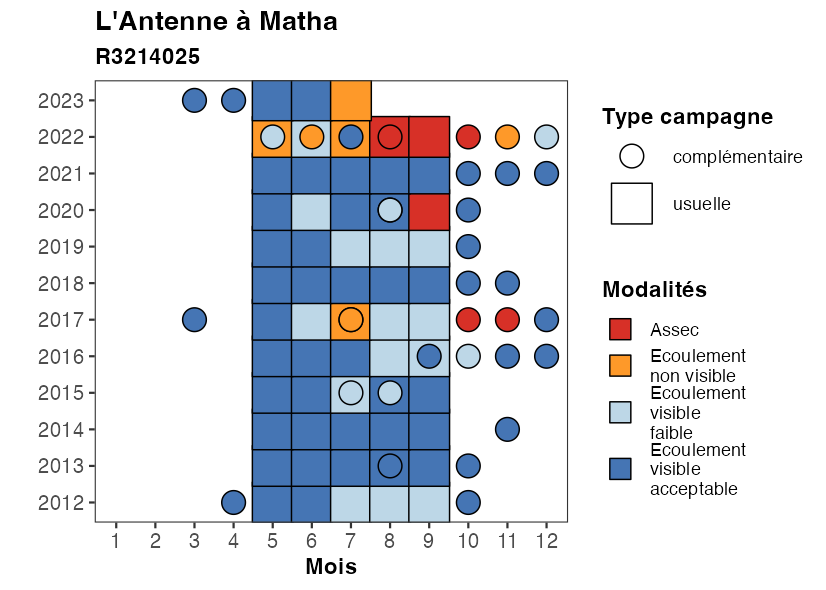 L'Antenne à Matha
R3214025
2023
2022
2021
2020
2019
2018
2017
2016
2015
2014
2013
2012
1 2 3 4 5 6 7 8 9 10 11 12
Mois
Type campagne
complémentaire
usuelle
Modalités
Assec
Ecoulement
non visible
Ecoulement
visible
faible
Ecoulement
visible
acceptable